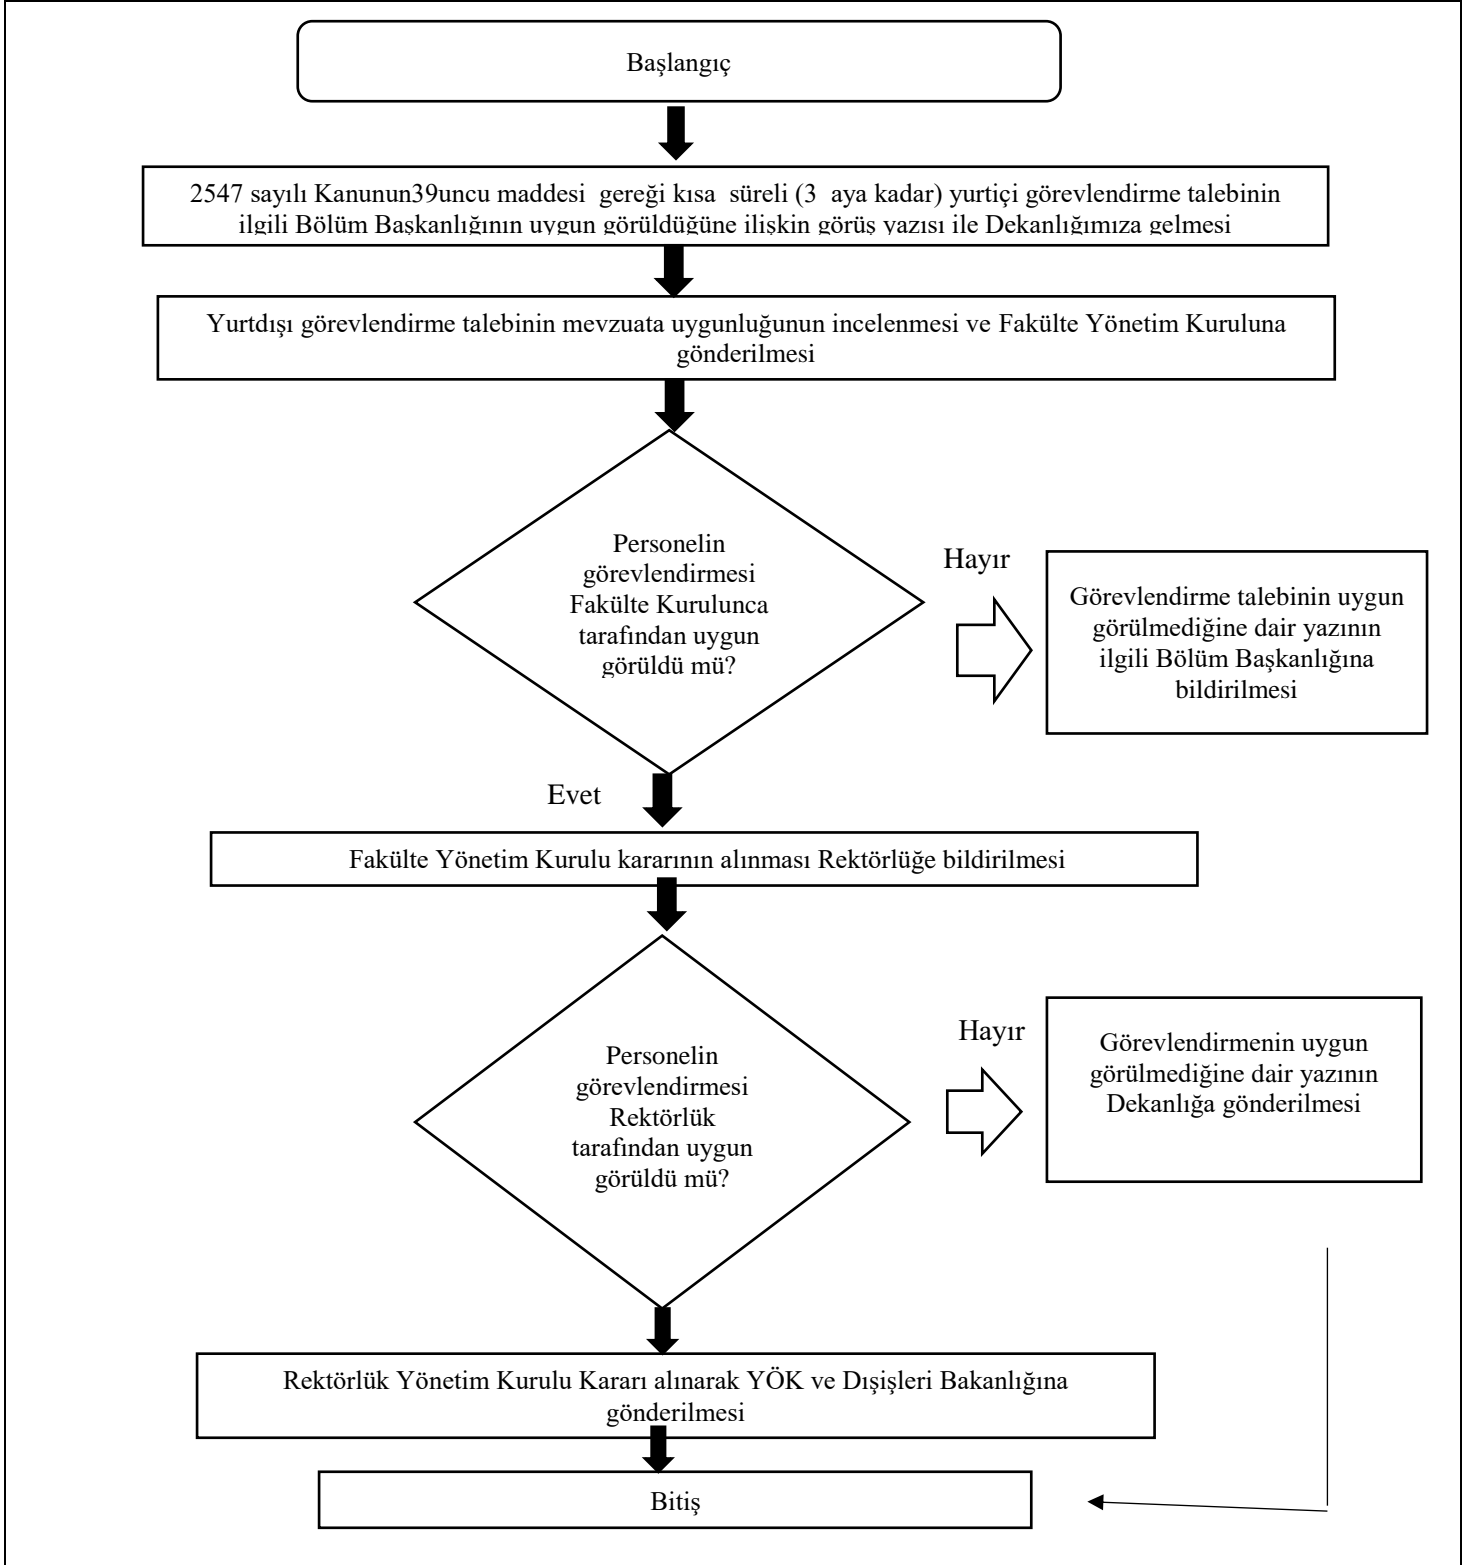 Başlangıç
2547 sayılı Kanunun39uncu maddesi  gereği kısa  süreli (3  aya kadar) yurtiçi görevlendirme talebinin
ilgili Bölüm Başkanlığının uygun görüldüğüne ilişkin görüş yazısı ile Dekanlığımıza gelmesi
Yurtdışı görevlendirme talebinin mevzuata uygunluğunun incelenmesi ve Fakülte Yönetim Kuruluna
gönderilmesi
Personelin
görevlendirmesi
Fakülte Kurulunca
tarafından uygun
görüldü mü?
Hayır
Görevlendirme talebinin uygun
görülmediğine dair yazının
ilgili Bölüm Başkanlığına
bildirilmesi
Evet
Fakülte Yönetim Kurulu kararının alınması Rektörlüğe bildirilmesi
Personelin
görevlendirmesi
Rektörlük
tarafından uygun
görüldü mü?
Hayır
Görevlendirmenin uygun
görülmediğine dair yazının
Dekanlığa gönderilmesi
Rektörlük Yönetim Kurulu Kararı alınarak YÖK ve Dışişleri Bakanlığına
gönderilmesi
Bitiş